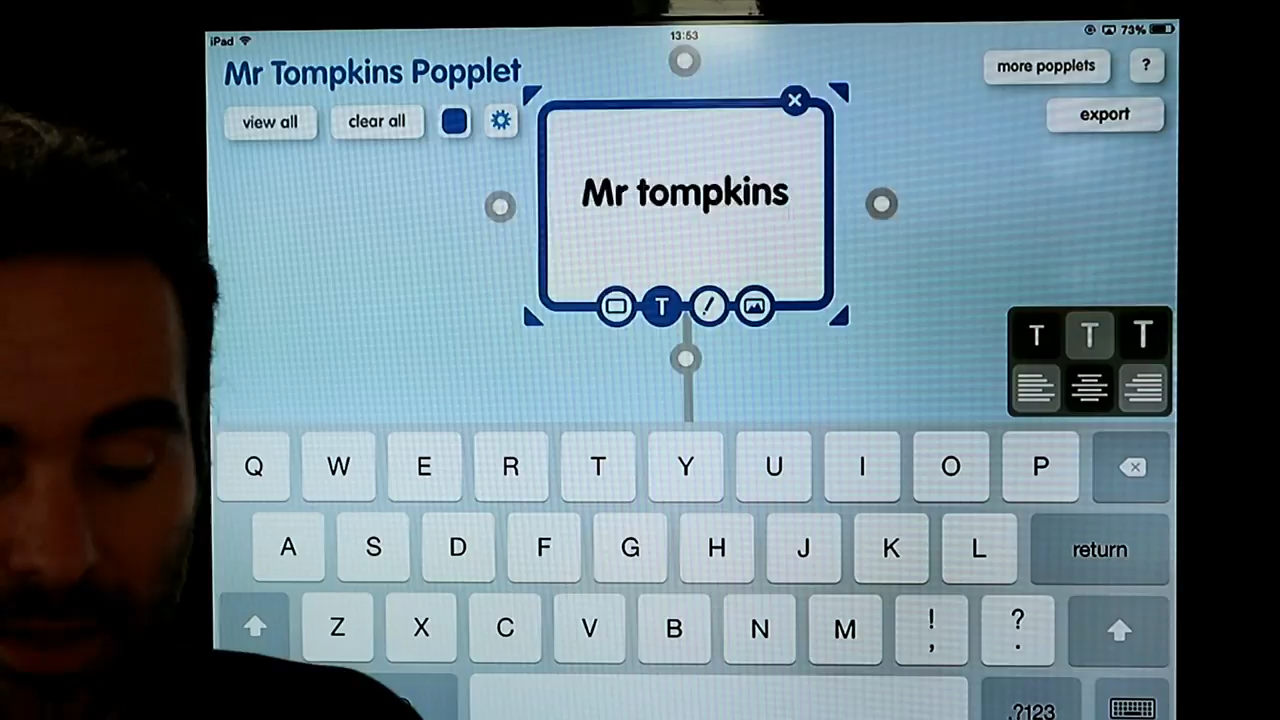 iPad 13:53 73%
Mr Tompkins Popplet more popplets ?
view all clear all export
Mr tompkins
T
T T T
Q W E R T Y U I O P
A S D F G H J K L return
Z X C V B N M ! , ? .
.?123